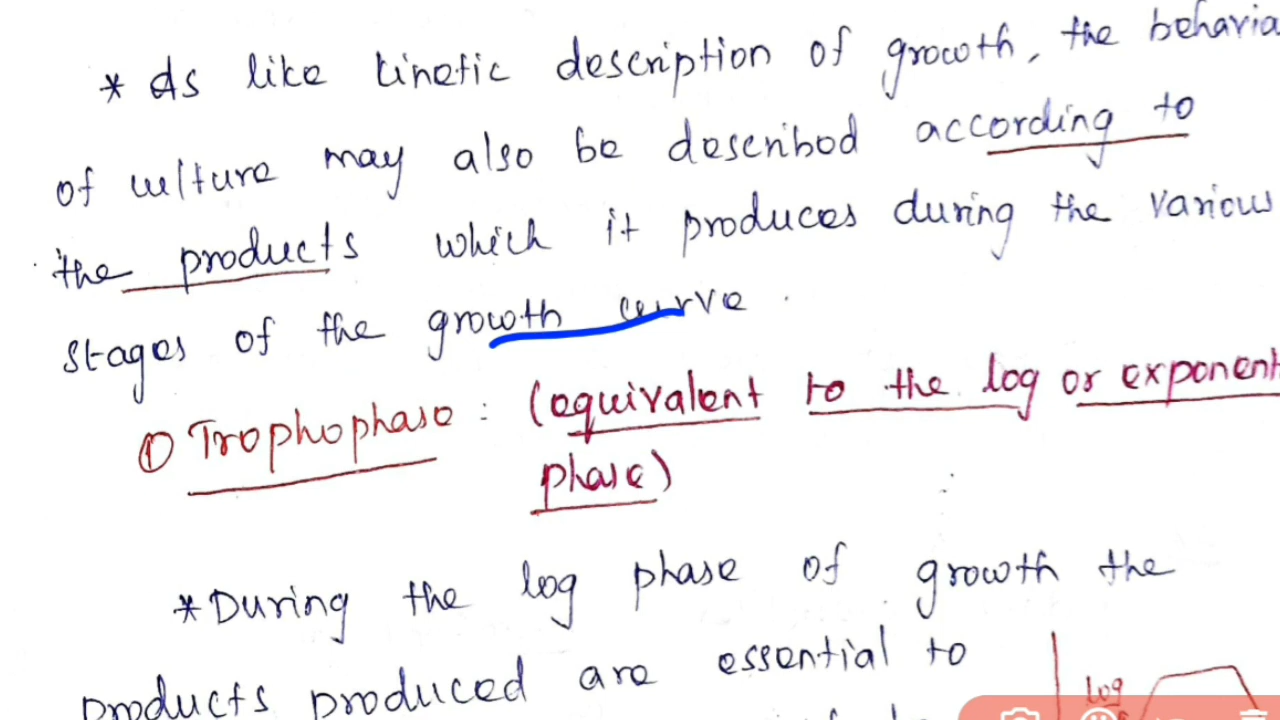 * As like kinetic description of growth, the behavia
of culture may also be described according to
the products which it produces during the various
stages of the growth curve.
① Trophophase : (equivalent to the log or exponent
phase)
* During the log phase of growth the
products produced are essential to
log